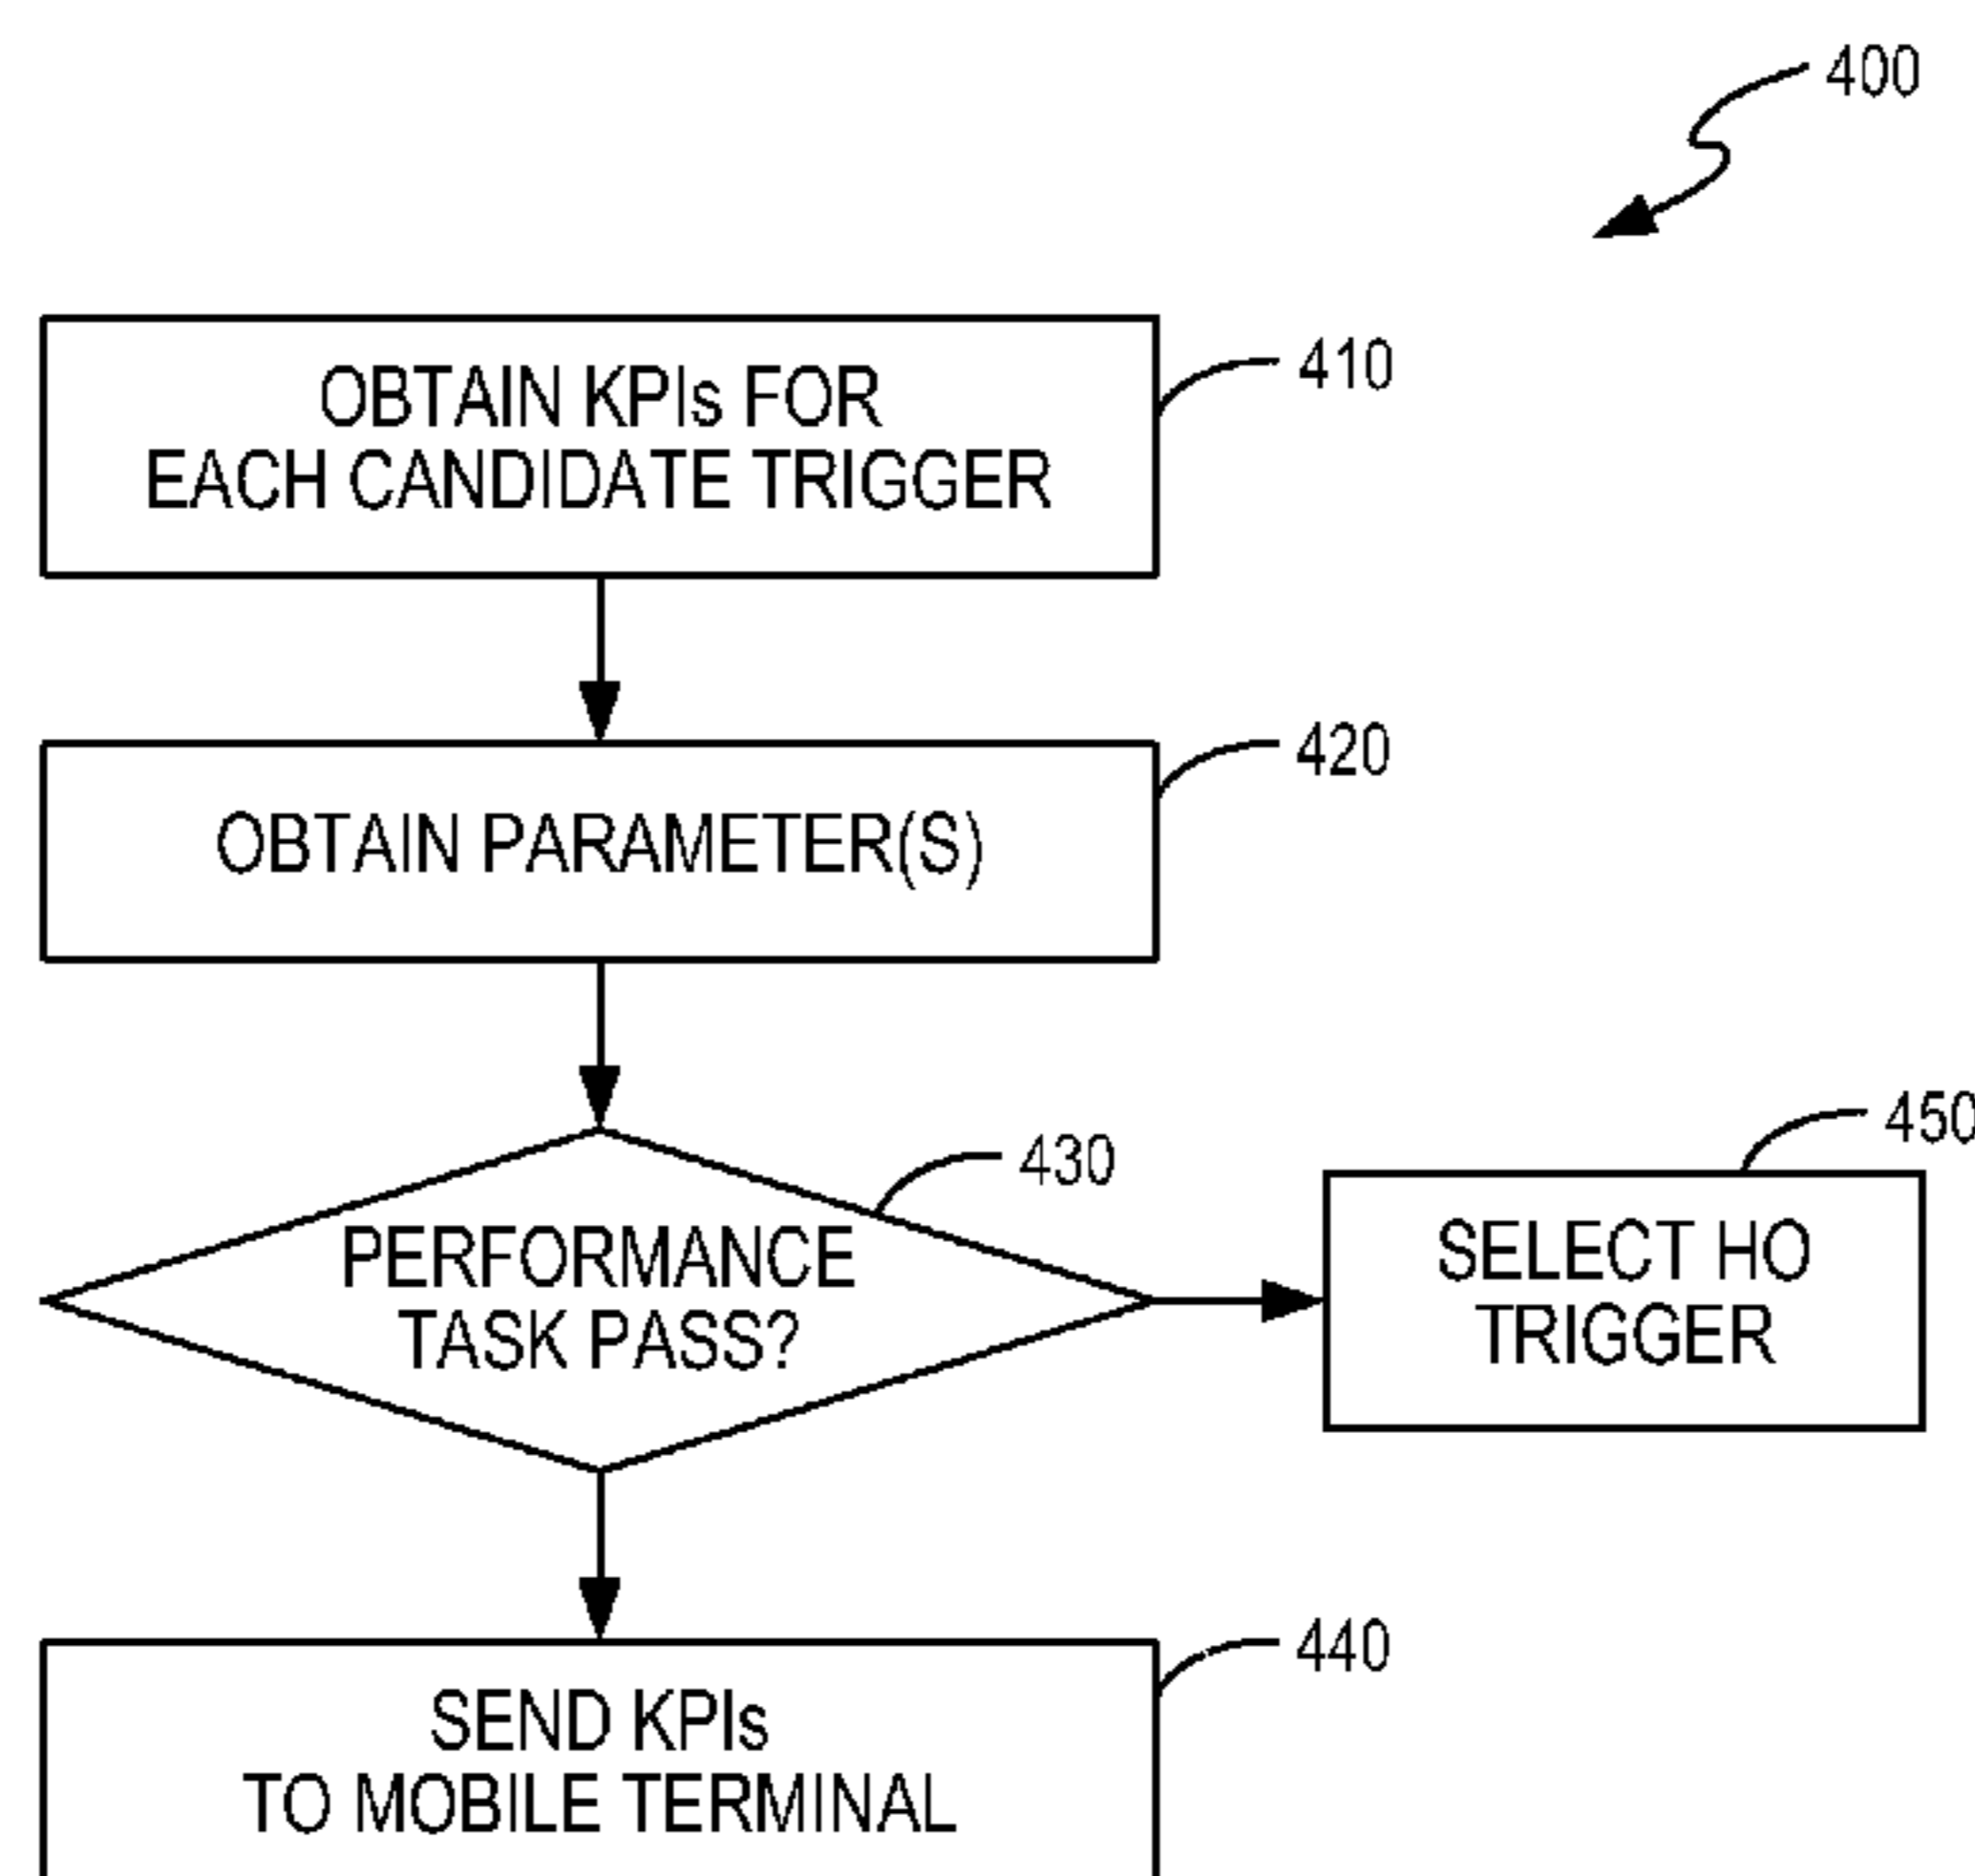 400
OBTAIN KPIs FOR
EACH CANDIDATE TRIGGER
410
OBTAIN PARAMETER(S)
420
430
PERFORMANCE
TASK PASS?
450
SELECT HO
TRIGGER
440
SEND KPIs
TO MOBILE TERMINAL